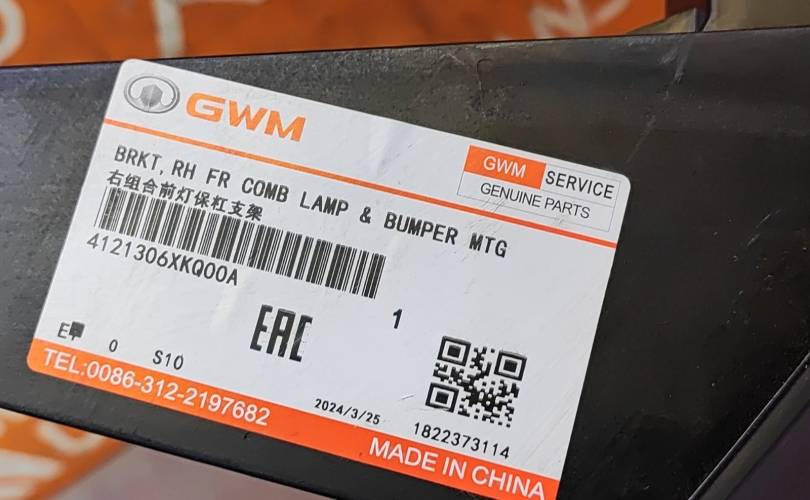 GWM
GWM SERVICE
GENUINE PARTS
BRKT,RH FR COMB LAMP & BUMPER MTG
右组合前灯保杠支架
4121306XKQ00A
1
EAC
0 S10
TEL:0086-312-2197682
2024/3/25
1822373114
MADE IN CHINA